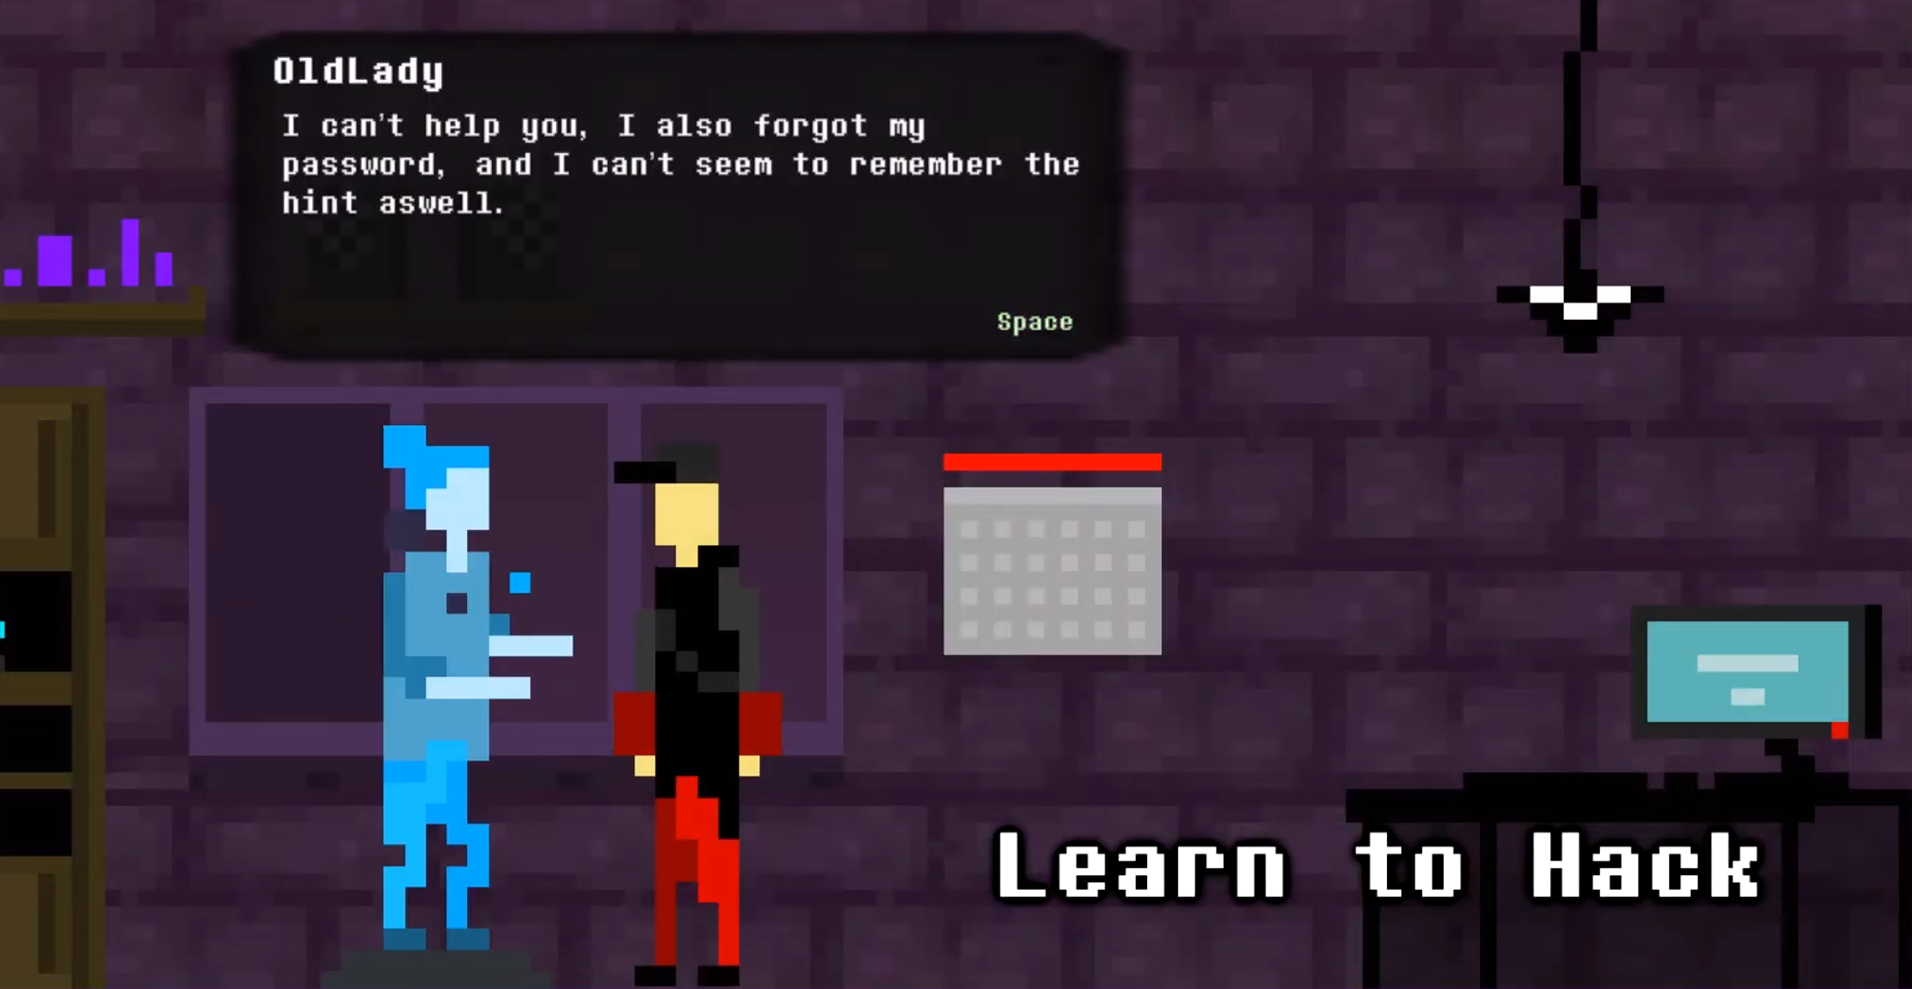 OldLady
I can't help you, I also forgot my
password, and I can't seem to remember the
hint aswell.
Space
Learn to Hack